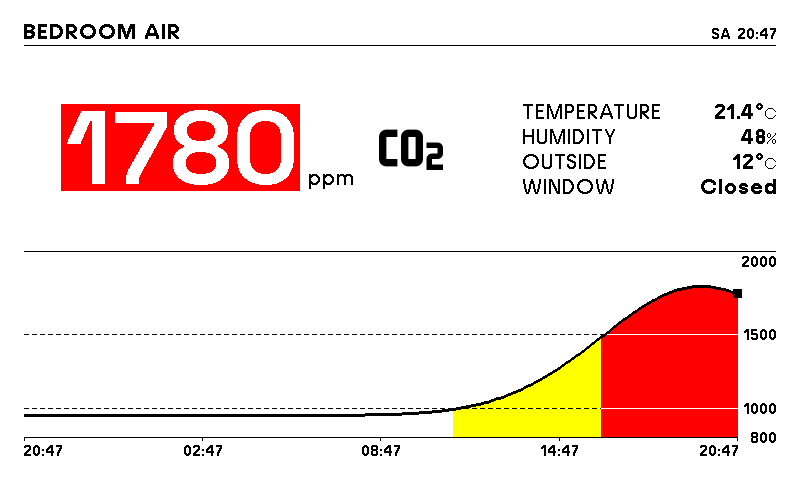 BEDROOM AIR
SA 20:47
1780 ppm
CO2
TEMPERATURE 21.4°C
HUMIDITY 48%
OUTSIDE 12°C
WINDOW Closed
2000
1500
1000
800
20:47 02:47 08:47 14:47 20:47